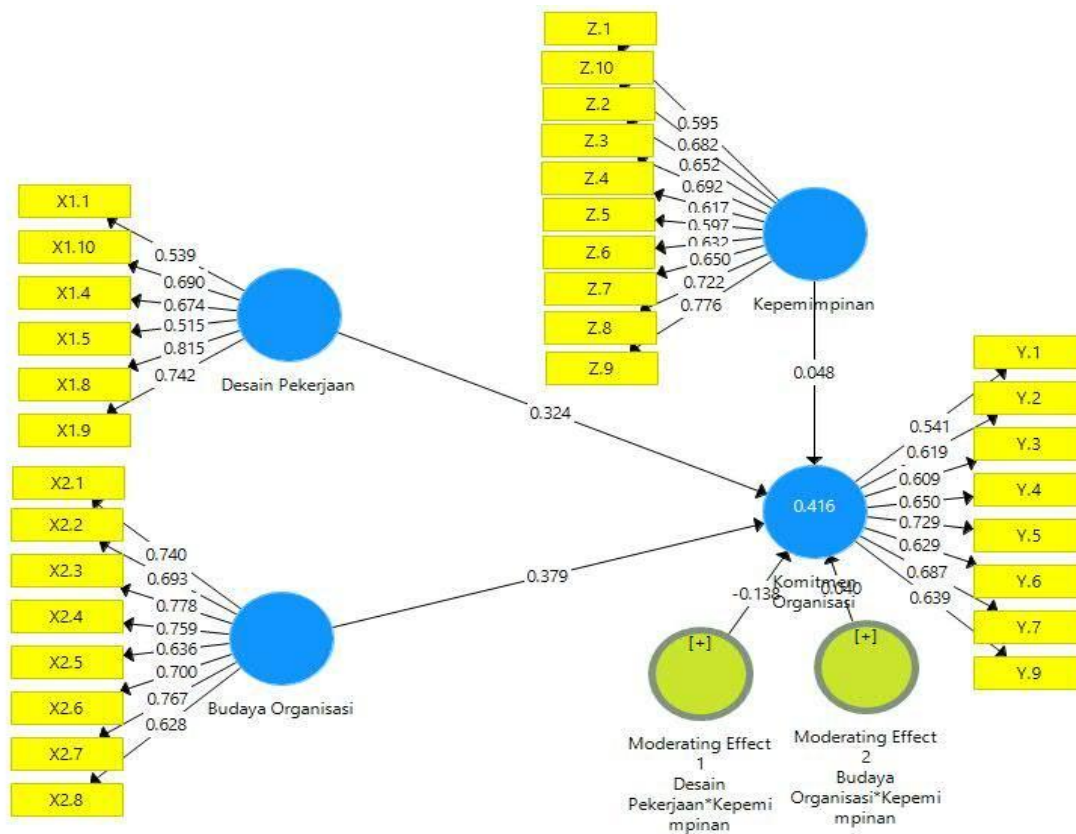 Z.1
Z.10
Z.2
Z.3
Z.4
Z.5
Z.6
Z.7
Z.8
Z.9
0.595
0.682
0.652
0.692
0.617
0.597
0.632
0.650
0.722
0.776
Kepemimpinan
X1.1
X1.10
X1.4
X1.5
X1.8
X1.9
0.539
0.690
0.674
0.515
0.815
0.742
Desain Pekerjaan
0.324
0.048
X2.1
X2.2
X2.3
X2.4
X2.5
X2.6
X2.7
X2.8
0.740
0.693
0.778
0.759
0.636
0.700
0.767
0.628
Budaya Organisasi
0.379
0.416
Komitmen
Organisasi
Y.1
Y.2
Y.3
Y.4
Y.5
Y.6
Y.7
Y.9
0.541
0.619
0.609
0.650
0.729
0.629
0.687
0.639
-0.138
0.040
[+]
Moderating Effect
1
Desain
Pekerjaan*Kepemi
mpinan
[+]
Moderating Effect
2
Budaya
Organisasi*Kepemi
mpinan